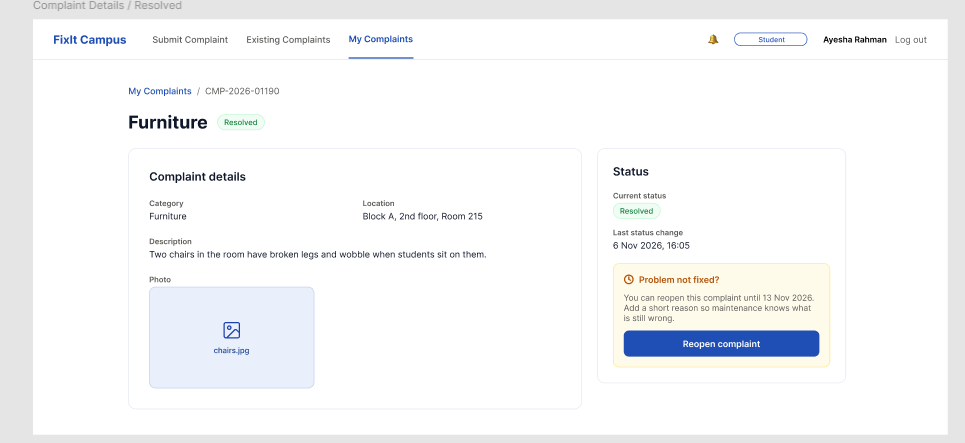 Complaint Details / Resolved
FixIt Campus
Submit Complaint
Existing Complaints
My Complaints
Student
Ayesha Rahman
Log out
My Complaints / CMP-2026-01190
Furniture
Resolved
Complaint details
Category
Furniture
Location
Block A, 2nd floor, Room 215
Description
Two chairs in the room have broken legs and wobble when students sit on them.
Photo
chairs.jpg
Status
Current status
Resolved
Last status change
6 Nov 2026, 16:05
Problem not fixed?
You can reopen this complaint until 13 Nov 2026.
Add a short reason so maintenance knows what
is still wrong.
Reopen complaint